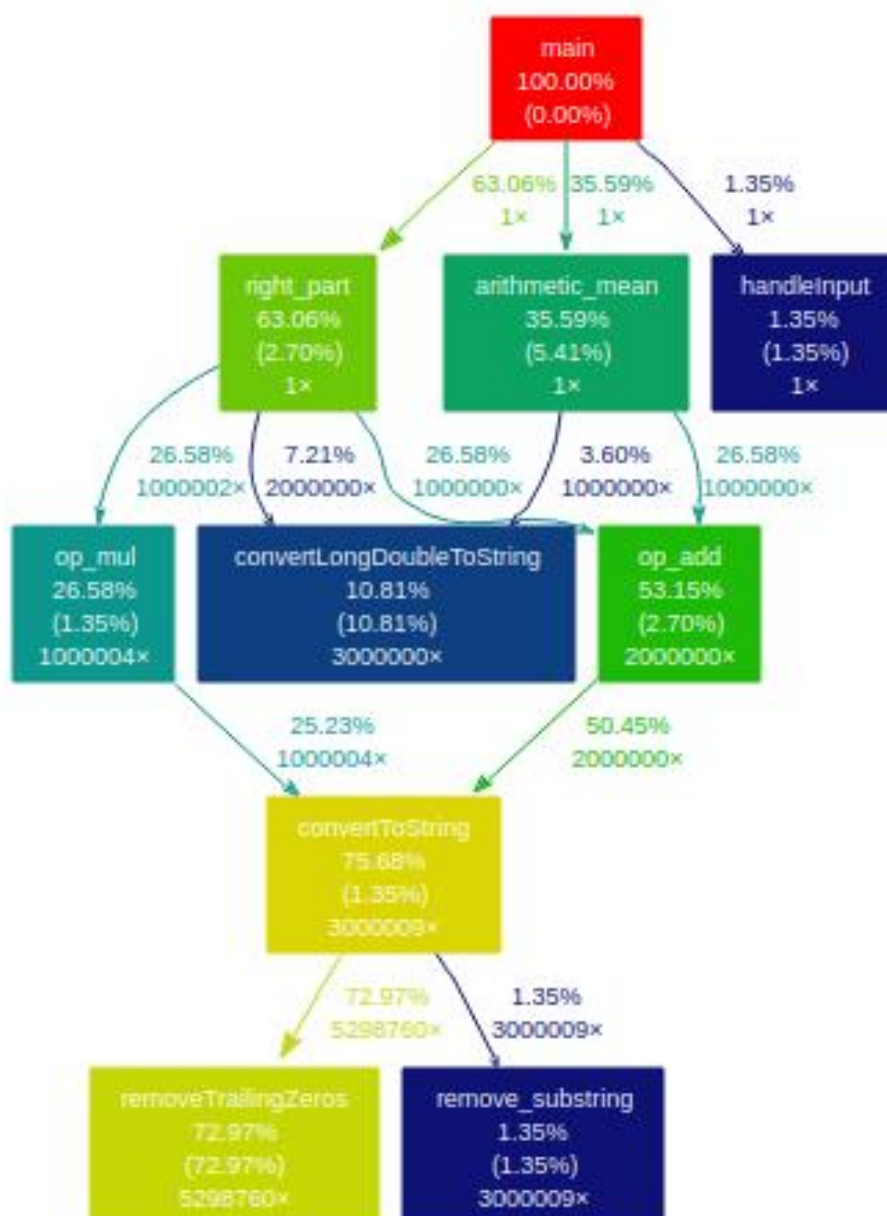 main
100.00%
(0.00%)
63.06% 35.59% 1.35%
1× 1× 1×
right_part
63.06%
(2.70%)
1×
arithmetic_mean
35.59%
(5.41%)
1×
handleInput
1.35%
(1.35%)
1×
26.58% 7.21% 26.58% 3.60% 26.58%
1000002× 2000000× 1000000× 1000000× 1000000×
op_mul
26.58%
(1.35%)
1000004×
convertLongDoubleToString
10.81%
(10.81%)
3000000×
op_add
53.15%
(2.70%)
2000000×
25.23% 50.45%
1000004× 2000000×
convertToString
75.68%
(1.35%)
3000009×
72.97% 1.35%
5298760× 3000009×
removeTrailingZeros
72.97%
(72.97%)
5298760×
remove_substring
1.35%
(1.35%)
3000009×